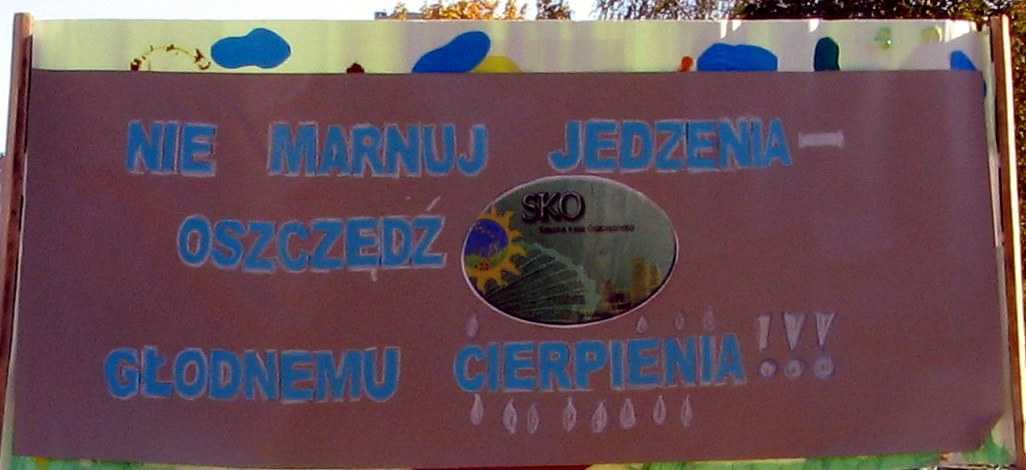 NIE MARNUJ JEDZENIA -
OSZCZĘDŹ
SKO
GŁODNEMU CIERPIENIA!!!